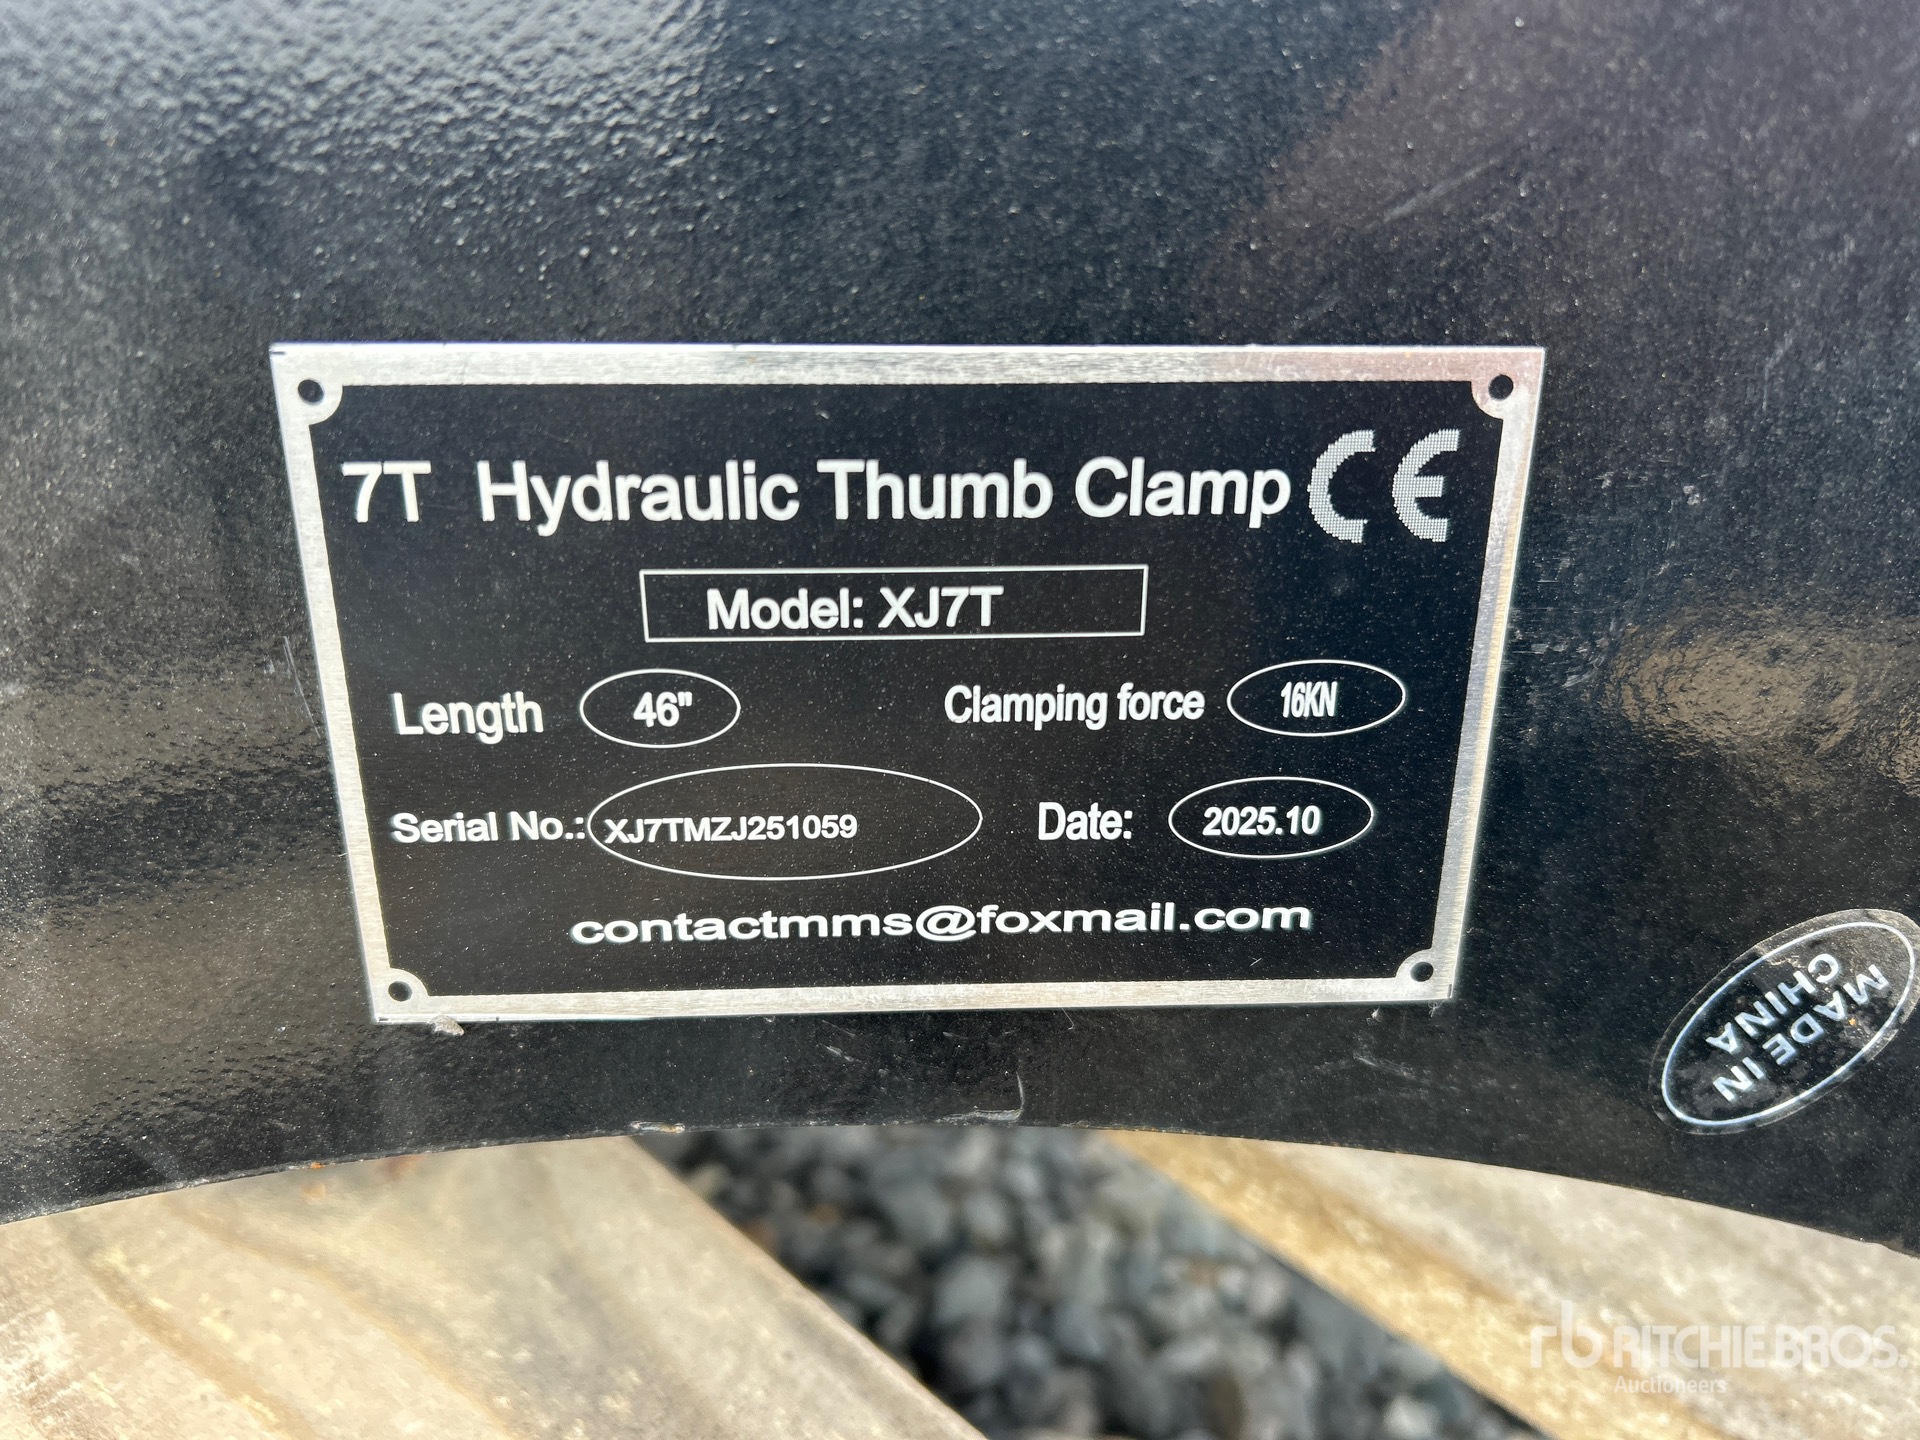 7T Hydraulic Thumb Clamp CE
Model: XJ7T
Length 46" Clamping force 16KN
Serial No.: XJ7TMZJ251059 Date: 2025.10
contactmms@foxmail.com
MADE IN
CHINA
rb RITCHIE BROS.
Auctioneers